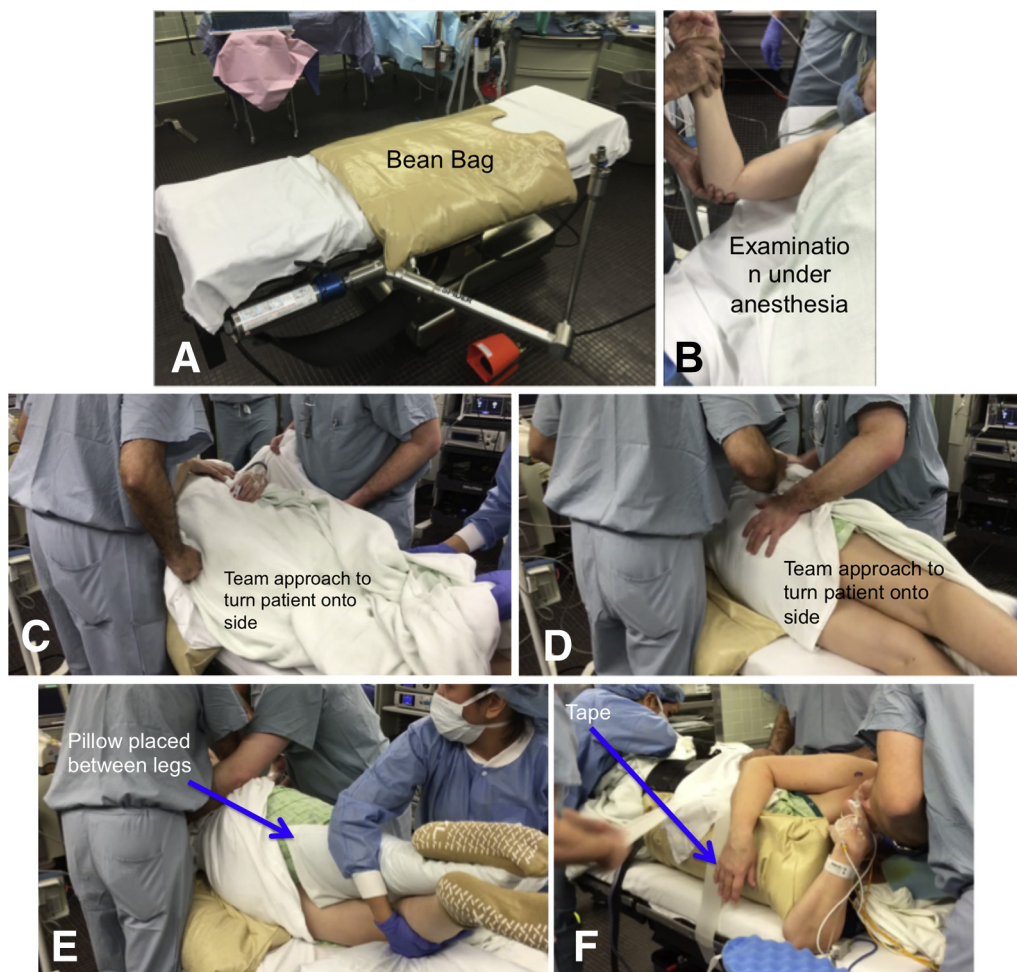 Bean Bag
SPIDER
A
Examinatio
n under
anesthesia
B
Team approach to
turn patient onto
side
C
Team approach to
turn patient onto
side
D
Pillow placed
between legs
E
Tape
F